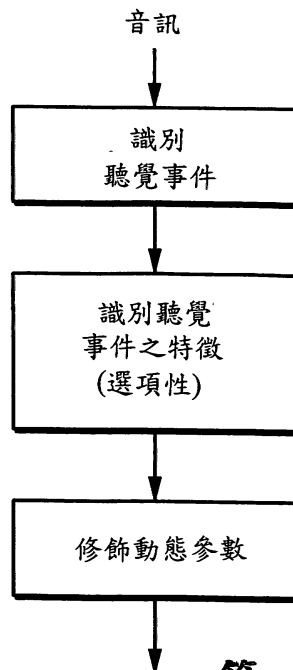 音訊
識別
聽覺事件
識別聽覺
事件之特徵
(選項性)
修飾動態參數